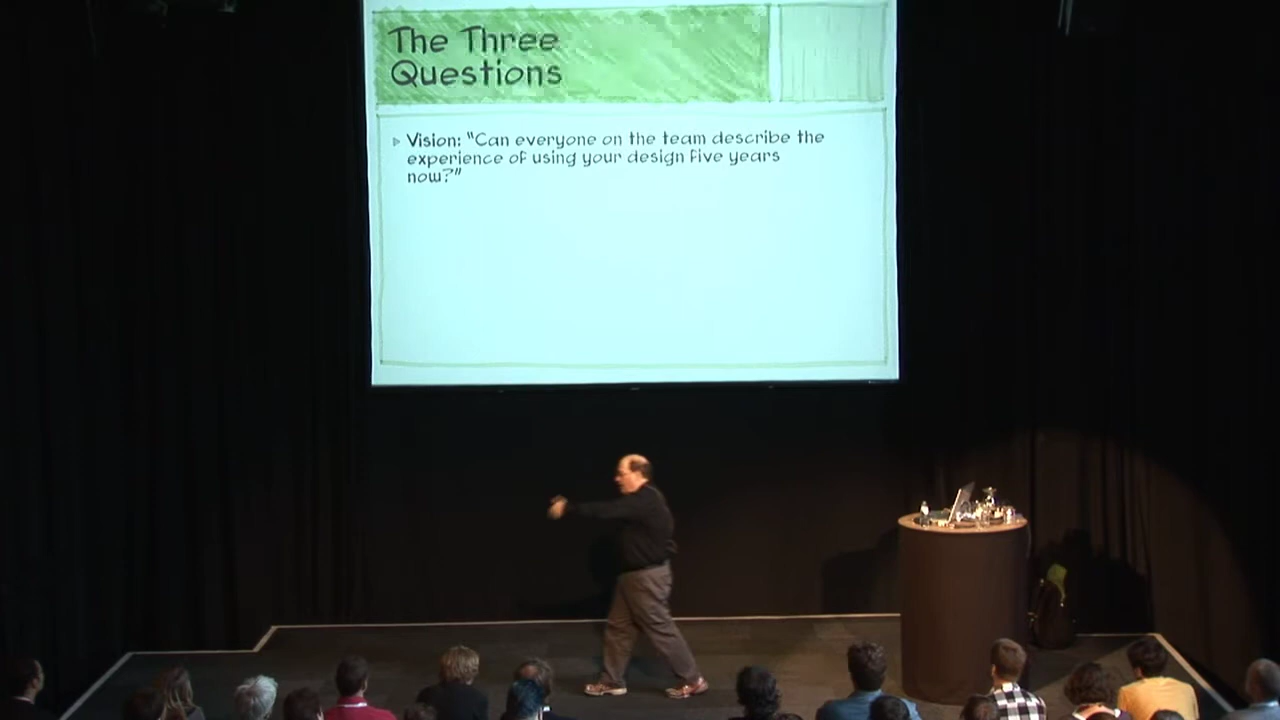 The Three
Questions
Vision: "Can everyone on the team describe the
experience of using your design five years
now?"